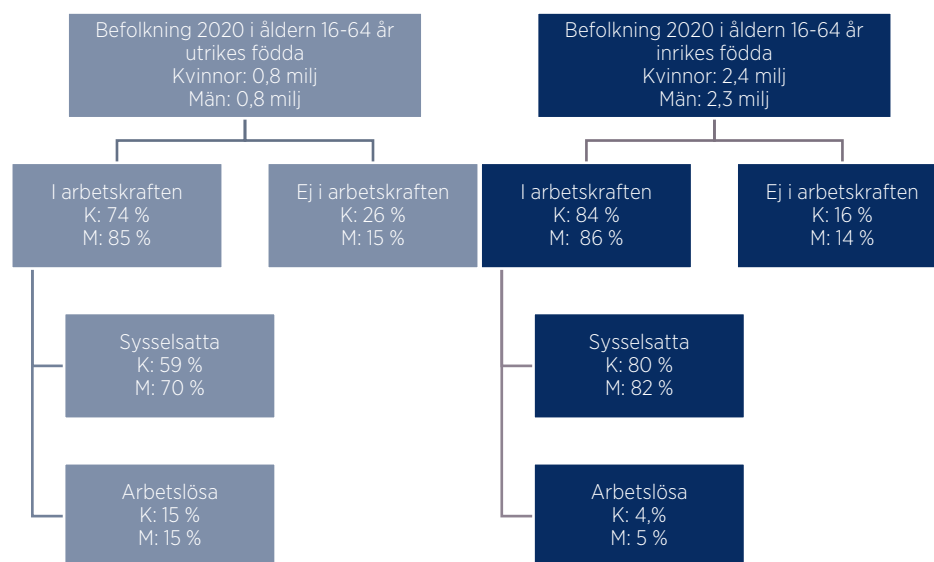 Befolkning 2020 i åldern 16-64 år
utrikes födda
Kvinnor: 0,8 milj
Män: 0,8 milj
Befolkning 2020 i åldern 16-64 år
inrikes födda
Kvinnor: 2,4 milj
Män: 2,3 milj
I arbetskraften
K: 74 %
M: 85 %
Ej i arbetskraften
K: 26 %
M: 15 %
I arbetskraften
K: 84 %
M:  86 %
Ej i arbetskraften
K: 16 %
M: 14 %
Sysselsatta
K: 59 %
M: 70 %
Sysselsatta
K: 80 %
M: 82 %
Arbetslösa
K: 15 %
M: 15 %
Arbetslösa
K: 4,%
M: 5 %